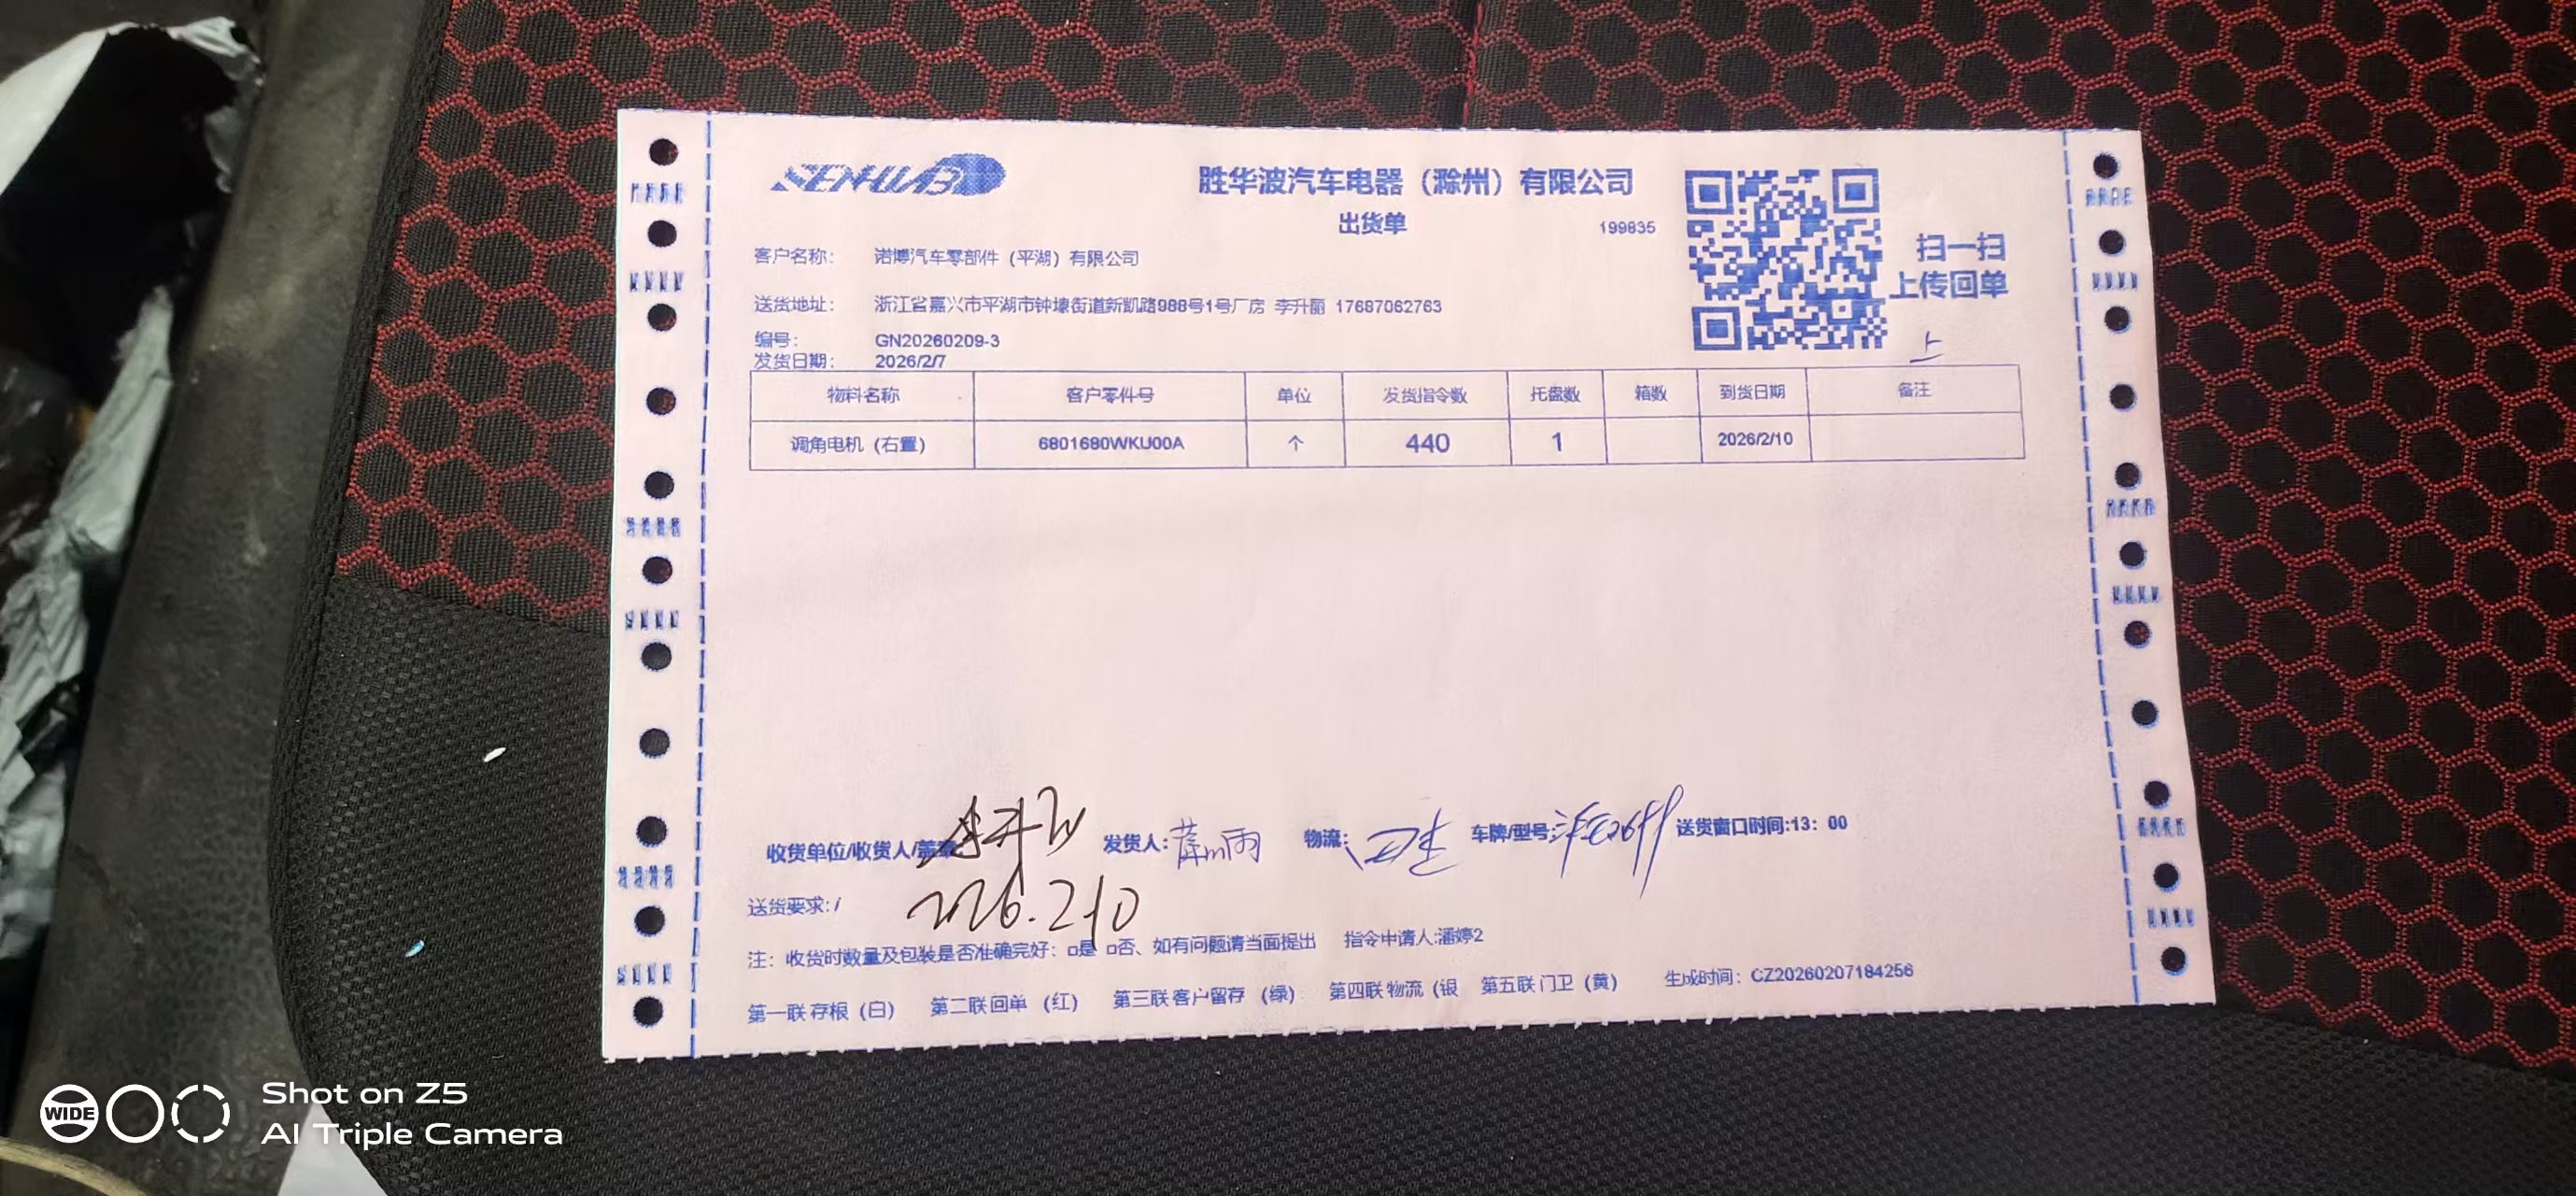 SENHUAB
胜华波汽车电器（滁州）有限公司
出货单
199835
扫一扫
上传回单
客户名称： 诺博汽车零部件（平湖）有限公司
送货地址： 浙江省嘉兴市平湖市钟埭街道新凯路988号1号厂房 李升丽 17687062763
编号： GN20260209-3
发货日期： 2026/2/7
上
物料名称 客户零件号 单位 发货指令数 托盘数 箱数 到货日期 备注
调角电机（右置） 6801680WKU00A 个 440 1 2026/2/10
收货单位/收货人/盖章 李升丽 发货人： 物流： 车牌/型号： 送货窗口时间:13：00
送货要求:/
2026.2.10
注：收货时数量及包装是否准确完好：□是 □否、如有问题请当面提出 指令申请人:潘婷2
第一联存根（白） 第二联回单（红） 第三联客户留存（绿） 第四联物流（银 第五联门卫（黄） 生成时间：CZ20260207184256
WIDE
Shot on Z5
AI Triple Camera